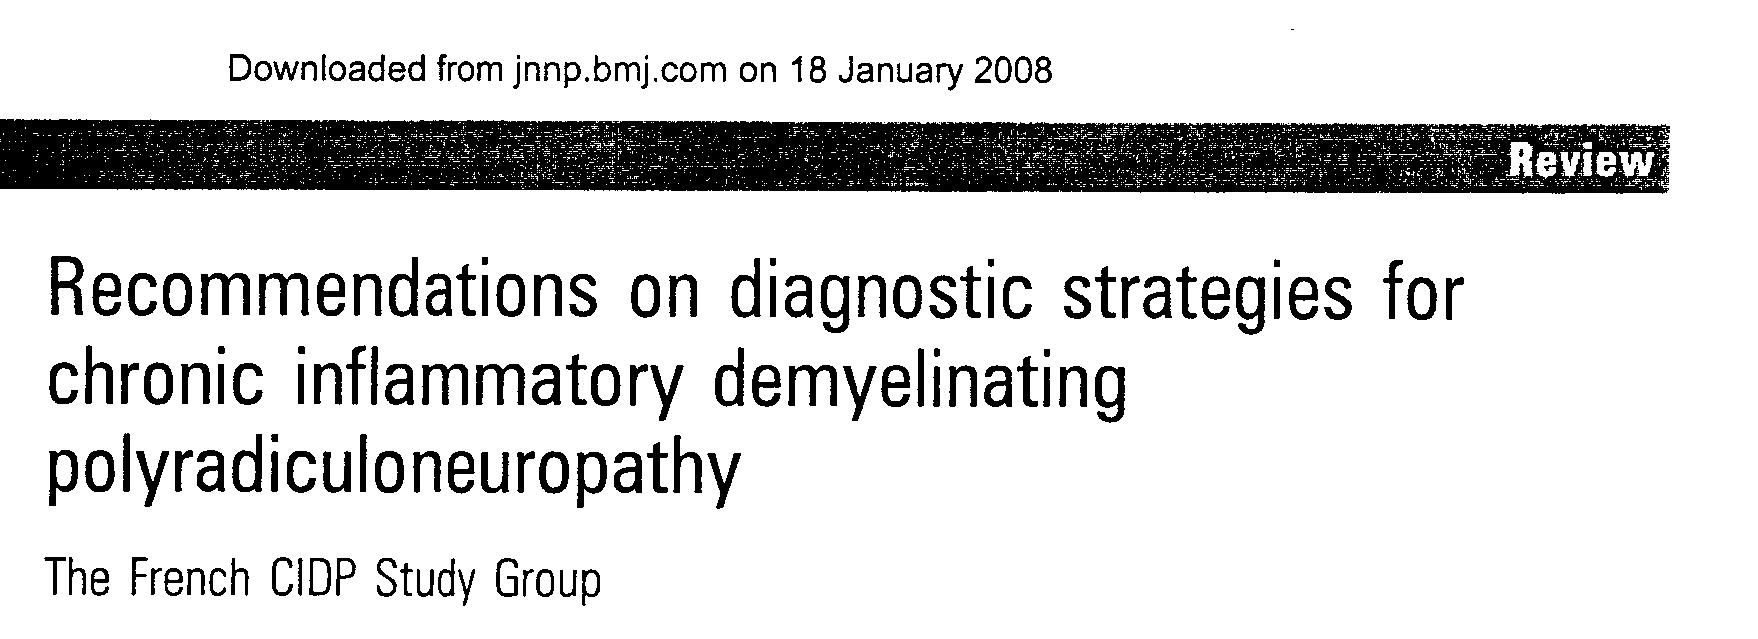 Downloaded from jnnp.bmj.com on 18 January 2008
Review
Recommendations on diagnostic strategies for
chronic inflammatory demyelinating
polyradiculoneuropathy
The French CIDP Study Group